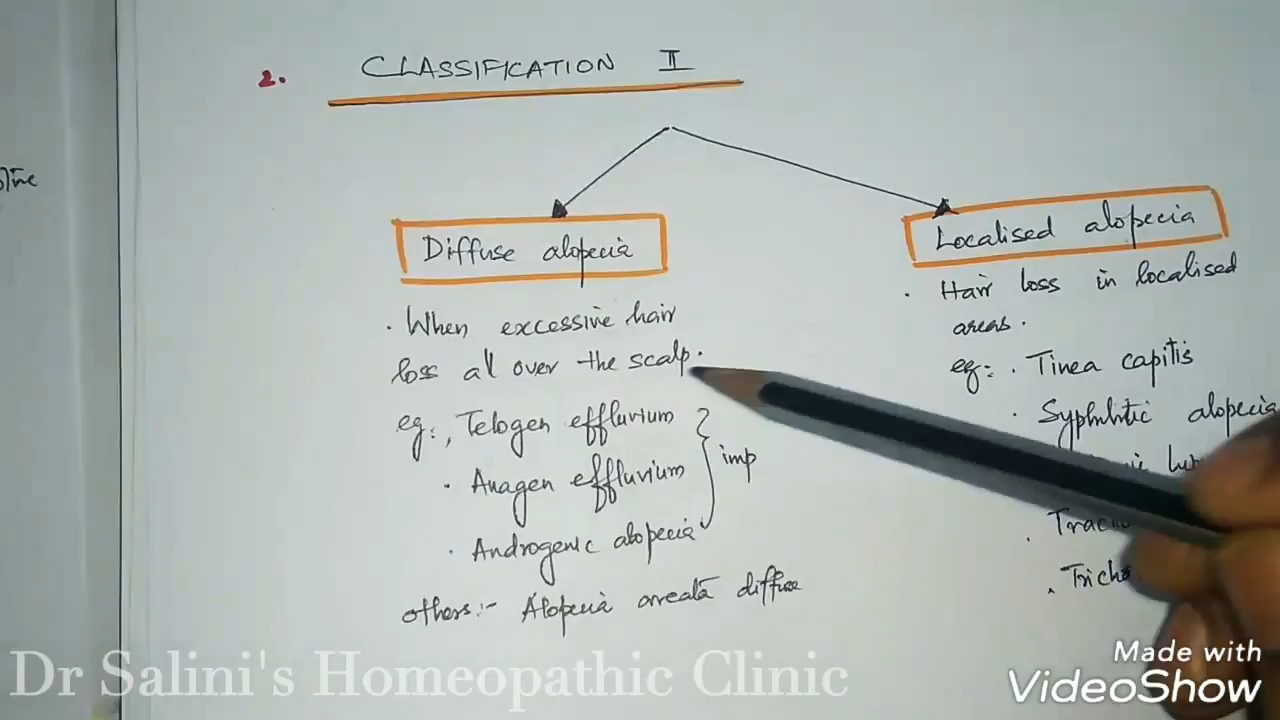 2. CLASSIFICATION II
Diffuse alopecia
. When excessive hair
loss all over the scalp.
eg:, Telogen effluvium
. Anagen effluvium
. Androgenic alopecia
imp
others:- Alopecia areata diffuse
Localised alopecia
. Hair loss in localised
areas.
eg:. Tinea capitis
. Syphilitic alopecia
.
.
Dr Salini's Homeopathic Clinic
Made with
VideoShow